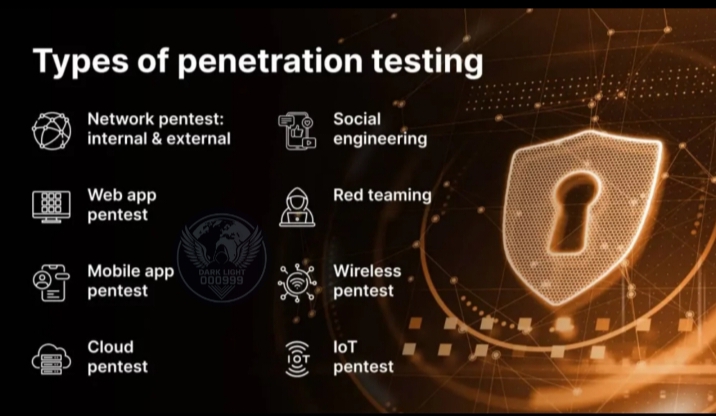 Types of penetration testing
Network pentest:
internal & external
Web app
pentest
Mobile app
pentest
Cloud
pentest
Social
engineering
Red teaming
Wireless
pentest
IoT
pentest
DARK LIGHT
000999
IOT